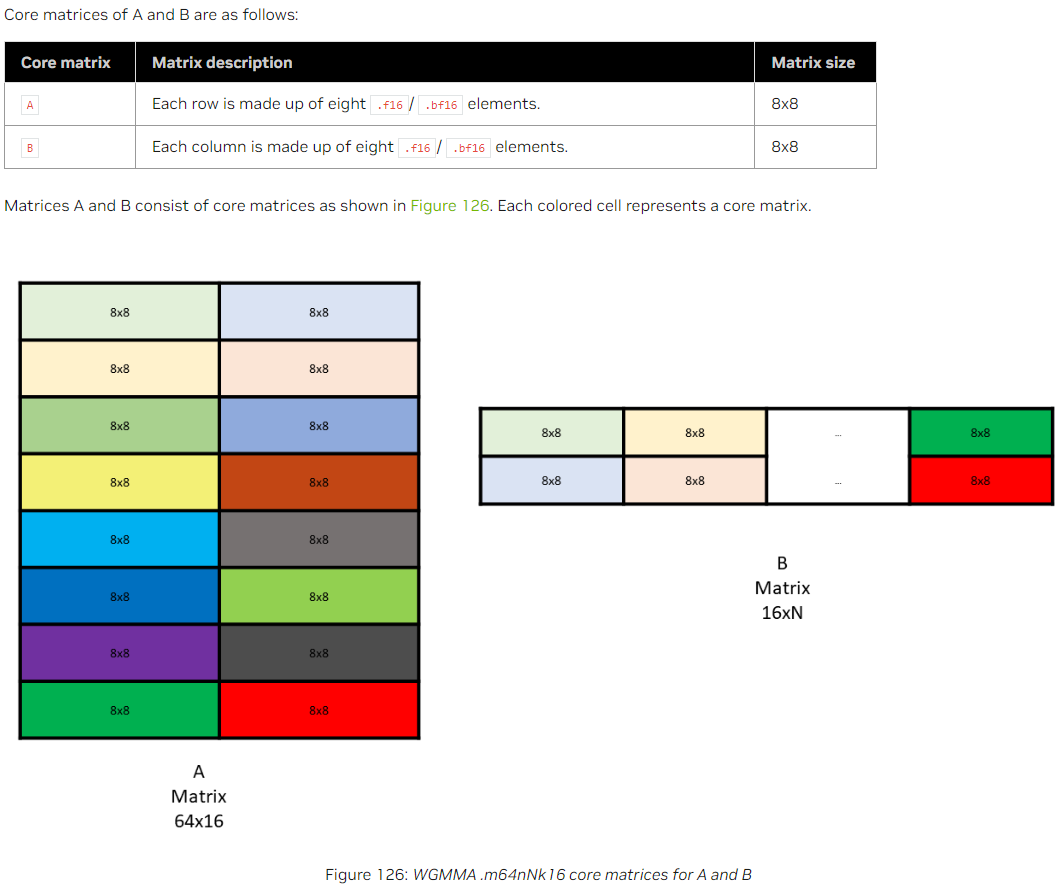 Core matrices of A and B are as follows:
Core matrix Matrix description Matrix size
A Each row is made up of eight .f16/ .bf16 elements. 8x8
B Each column is made up of eight .f16/ .bf16 elements. 8x8
Matrices A and B consist of core matrices as shown in Figure 126. Each colored cell represents a core matrix.
8x8 8x8
8x8 8x8
8x8 8x8
8x8 8x8
8x8 8x8
8x8 8x8
8x8 8x8
8x8 8x8
A
Matrix
64x16
8x8 8x8 ... 8x8
8x8 8x8 ... 8x8
B
Matrix
16xN
Figure 126: WGMMA .m64nNk16 core matrices for A and B